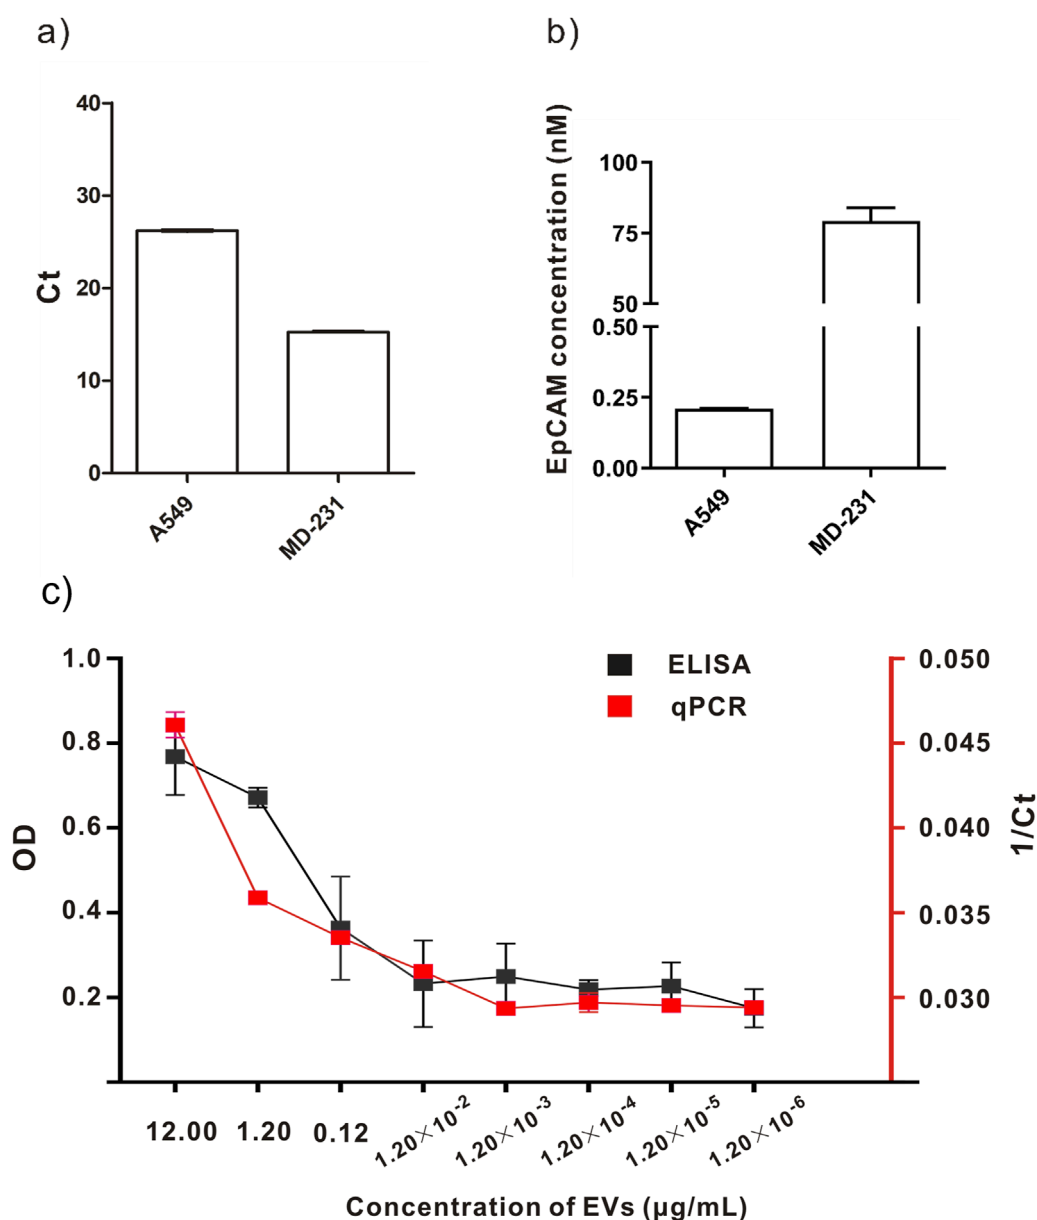 a)
40
30
20
10
0
Ct
A549
MD-231
b)
100
75
50
0.50
0.25
0.00
EpCAM concentration (nM)
A549
MD-231
c)
1.0
0.8
0.6
0.4
0.2
OD
ELISA
qPCR
0.050
0.045
0.040
0.035
0.030
1/Ct
12.00
1.20
0.12
1.20×10-2
1.20×10-3
1.20×10-4
1.20×10-5
1.20×10-6
Concentration of EVs (μg/mL)